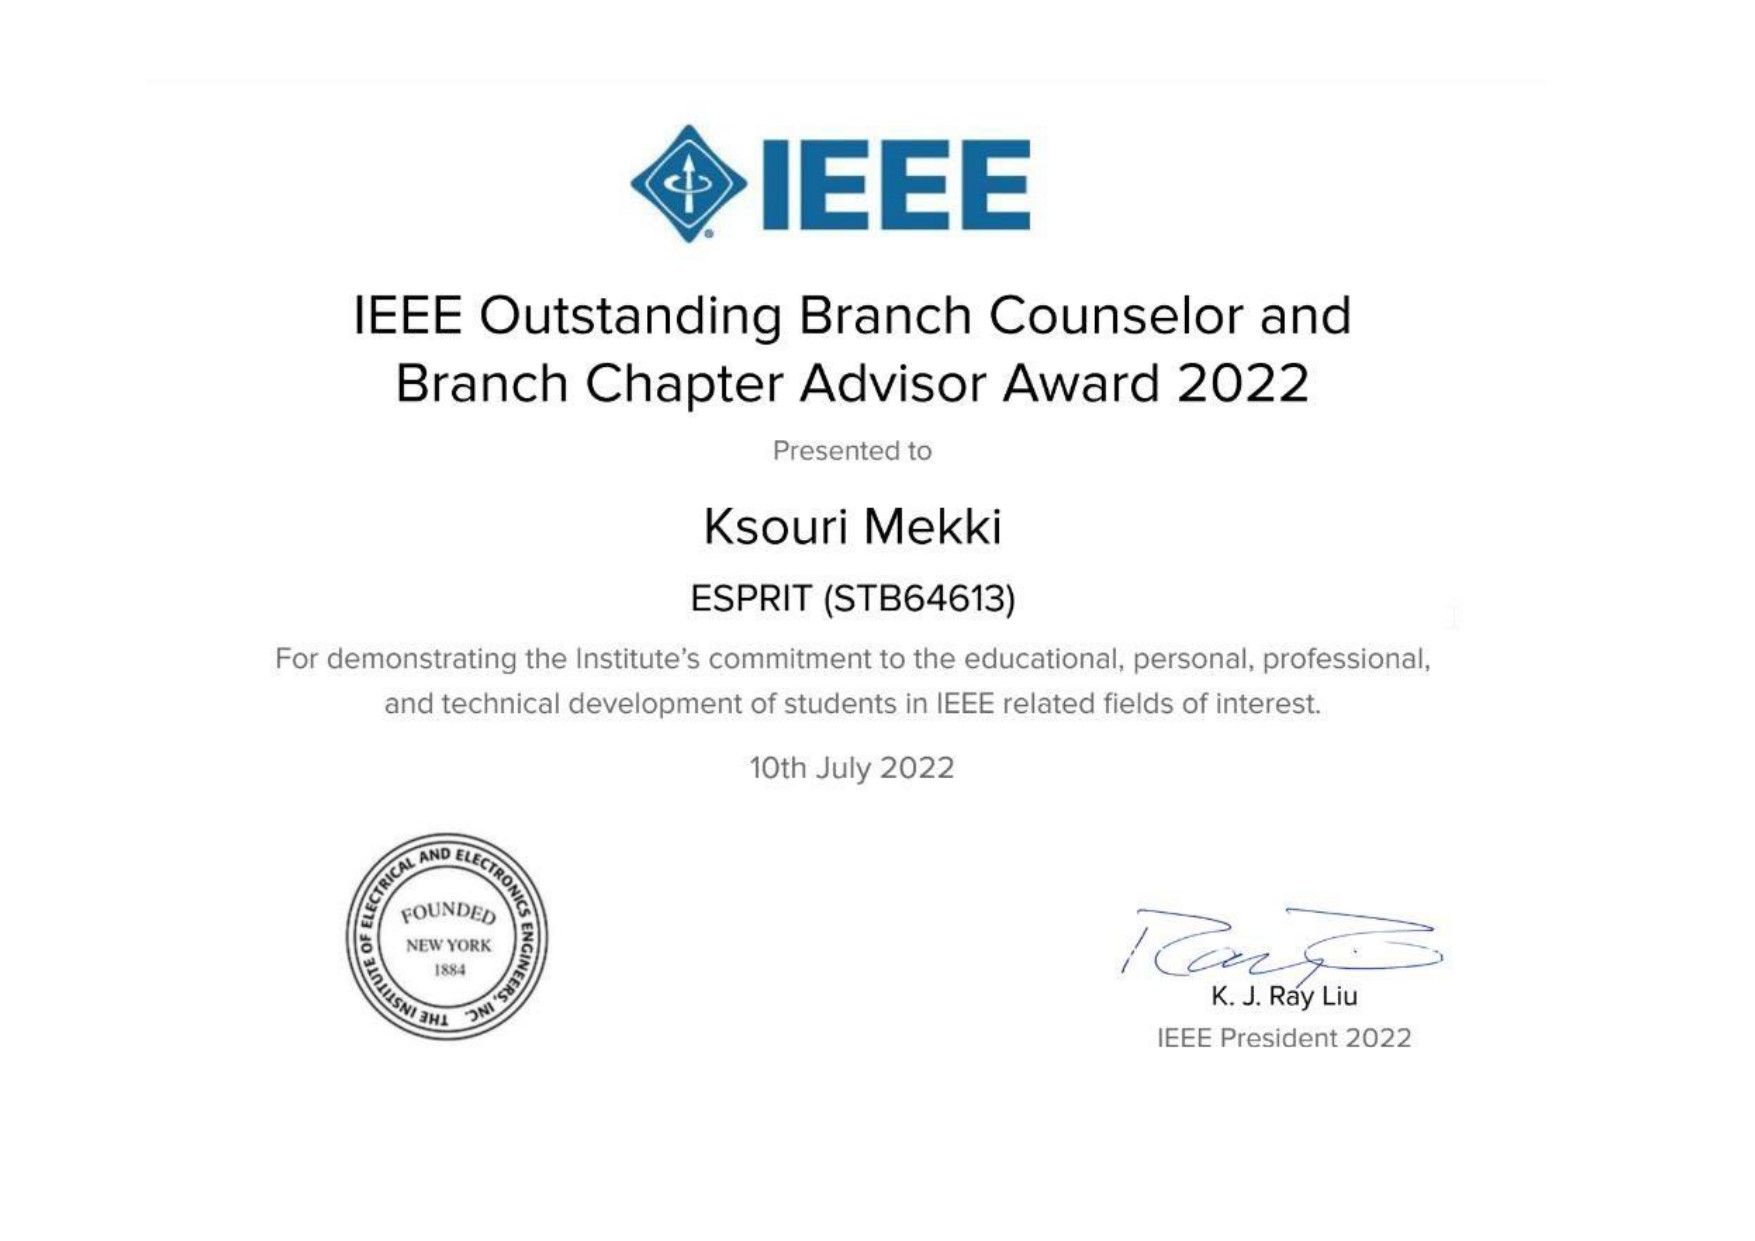 IEEE
IEEE Outstanding Branch Counselor and
Branch Chapter Advisor Award 2022
Presented to
Ksouri Mekki
ESPRIT (STB64613)
For demonstrating the Institute's commitment to the educational, personal, professional,
and technical development of students in IEEE related fields of interest.
10th July 2022
THE INSTITUTE OF ELECTRICAL AND ELECTRONICS ENGINEERS, INC.
FOUNDED
NEW YORK
1884
K. J. Ray Liu
IEEE President 2022